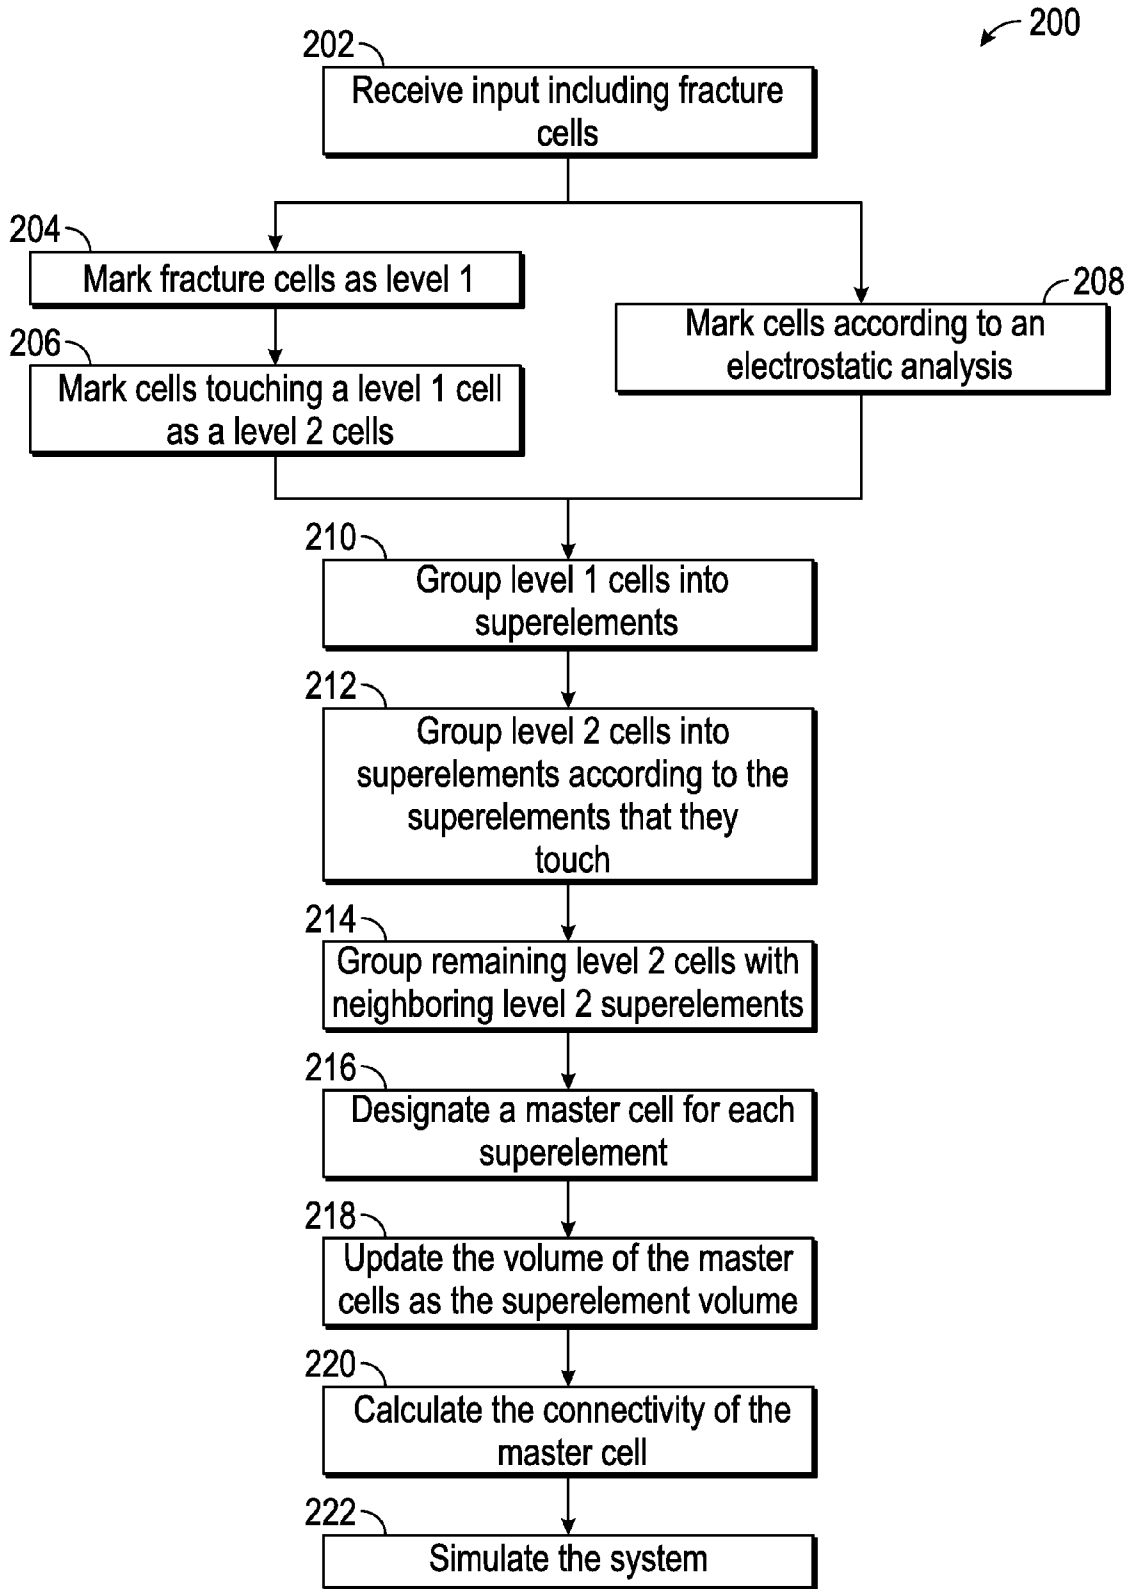 200
202
Receive input including fracture
cells
204
Mark fracture cells as level 1
206
Mark cells touching a level 1 cell
as a level 2 cells
208
Mark cells according to an
electrostatic analysis
210
Group level 1 cells into
superelements
212
Group level 2 cells into
superelements according to the
superelements that they
touch
214
Group remaining level 2 cells with
neighboring level 2 superelements
216
Designate a master cell for each
superelement
218
Update the volume of the master
cells as the superelement volume
220
Calculate the connectivity of the
master cell
222
Simulate the system